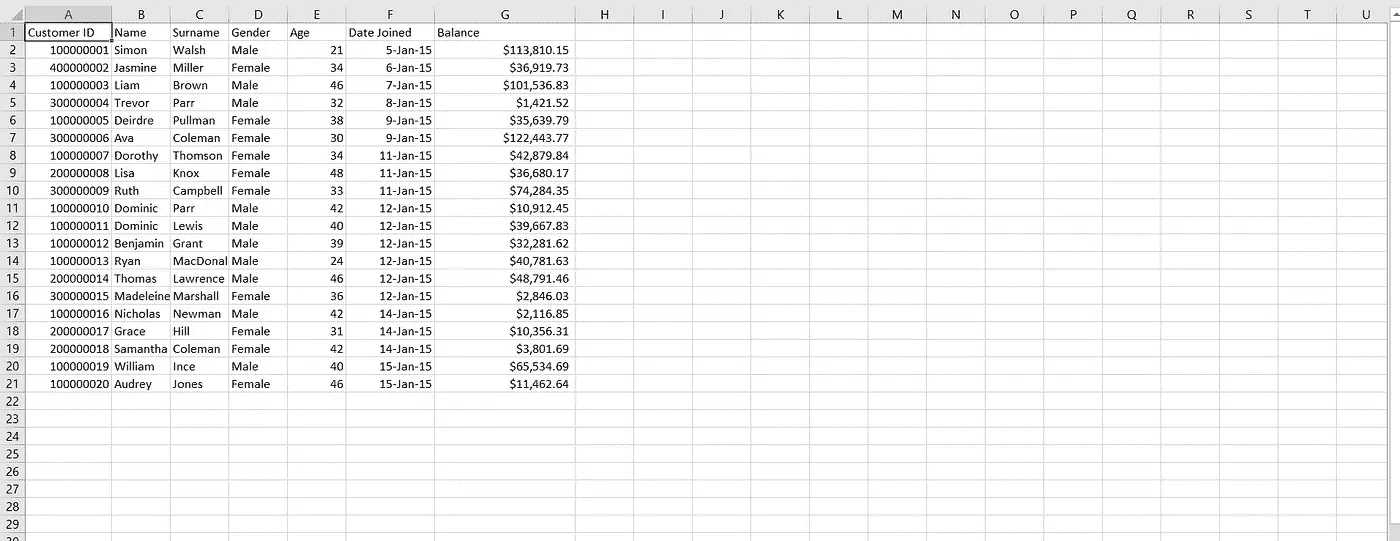 A B C D E F G H I J K L M N O P Q R S T U
1 Customer ID Name Surname Gender Age Date Joined Balance
2 100000001 Simon Walsh Male 21 5-Jan-15 $113,810.15
3 400000002 Jasmine Miller Female 34 6-Jan-15 $36,919.73
4 100000003 Liam Brown Male 46 7-Jan-15 $101,536.83
5 300000004 Trevor Parr Male 32 8-Jan-15 $1,421.52
6 100000005 Deirdre Pullman Female 38 9-Jan-15 $35,639.79
7 300000006 Ava Coleman Female 30 9-Jan-15 $122,443.77
8 100000007 Dorothy Thomson Female 34 11-Jan-15 $42,879.84
9 200000008 Lisa Knox Female 48 11-Jan-15 $36,680.17
10 300000009 Ruth Campbell Female 33 11-Jan-15 $74,284.35
11 100000010 Dominic Parr Male 42 12-Jan-15 $10,912.45
12 100000011 Dominic Lewis Male 40 12-Jan-15 $39,667.83
13 100000012 Benjamin Grant Male 39 12-Jan-15 $32,281.62
14 100000013 Ryan MacDonal Male 24 12-Jan-15 $40,781.63
15 200000014 Thomas Lawrence Male 46 12-Jan-15 $48,791.46
16 300000015 Madeleine Marshall Female 36 12-Jan-15 $2,846.03
17 100000016 Nicholas Newman Male 42 14-Jan-15 $2,116.85
18 200000017 Grace Hill Female 31 14-Jan-15 $10,356.31
19 200000018 Samantha Coleman Female 42 14-Jan-15 $3,801.69
20 100000019 William Ince Male 40 15-Jan-15 $65,534.69
21 100000020 Audrey Jones Female 46 15-Jan-15 $11,462.64
22
23
24
25
26
27
28
29